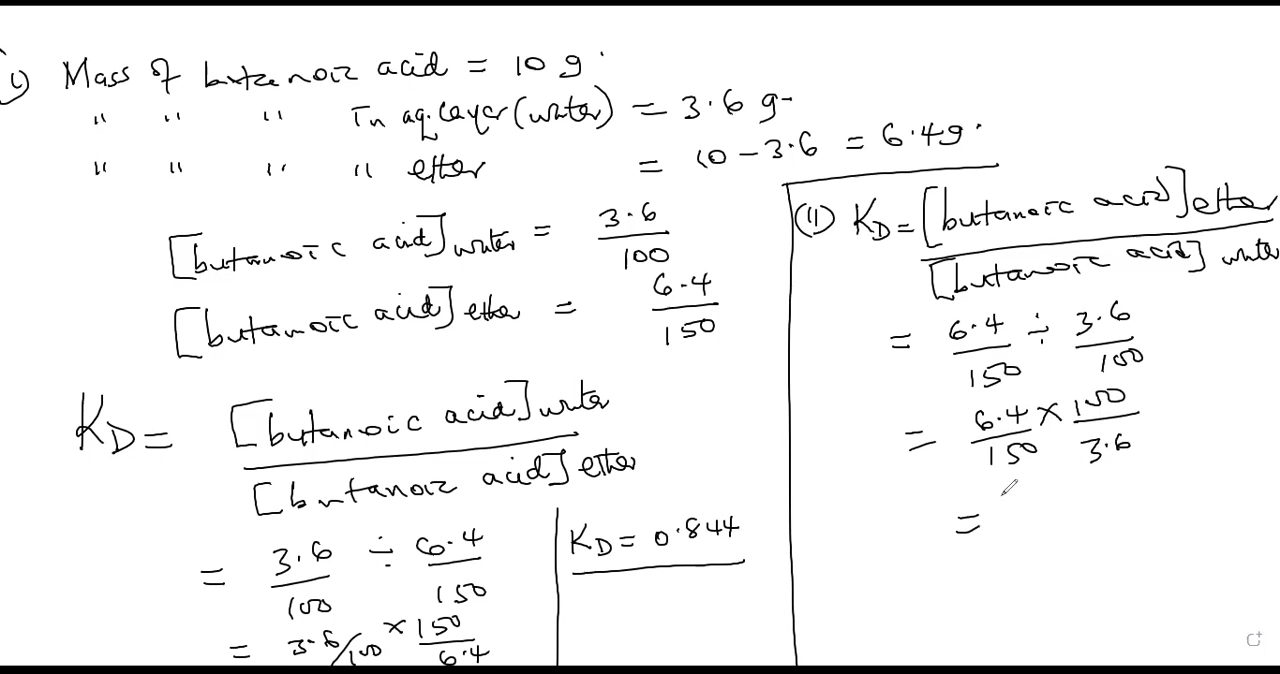 (i) Mass of butanoic acid = 10 g.
" " " In aq. layer (water) = 3.6 g
" " " " ether = 10 - 3.6 = 6.4g.
[butanoic acid] water = 3.6/100
[butanoic acid] ether = 6.4/150
KD = [butanoic acid] water / [butanoic acid] ether
= 3.6/100 ÷ 6.4/150
= 3.6/100 × 150/6.4
KD = 0.844
(ii) KD = [butanoic acid] ether / [butanoic acid] water
= 6.4/150 ÷ 3.6/100
= 6.4/150 × 100/3.6
=